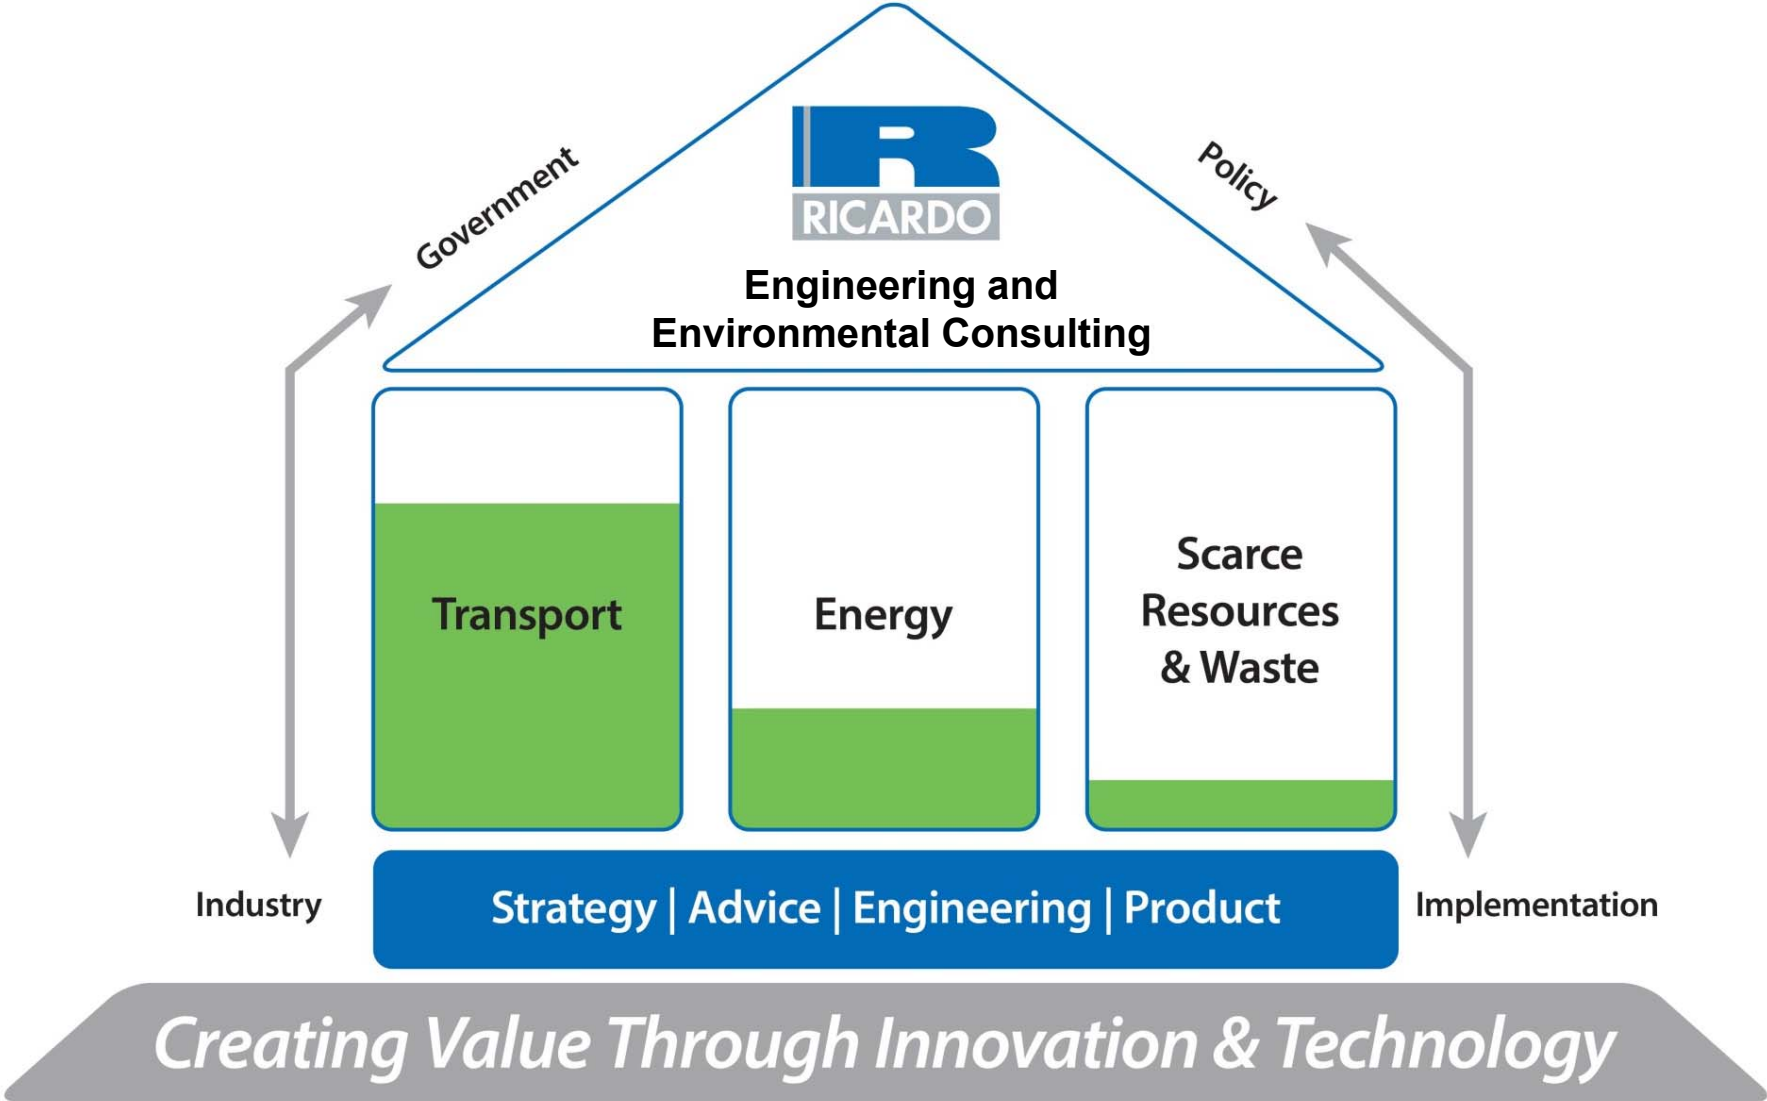 Government
Policy
R
RICARDO
Engineering and
Environmental Consulting
Transport
Energy
Scarce
Resources
& Waste
Industry
Strategy | Advice | Engineering | Product
Implementation
Creating Value Through Innovation & Technology